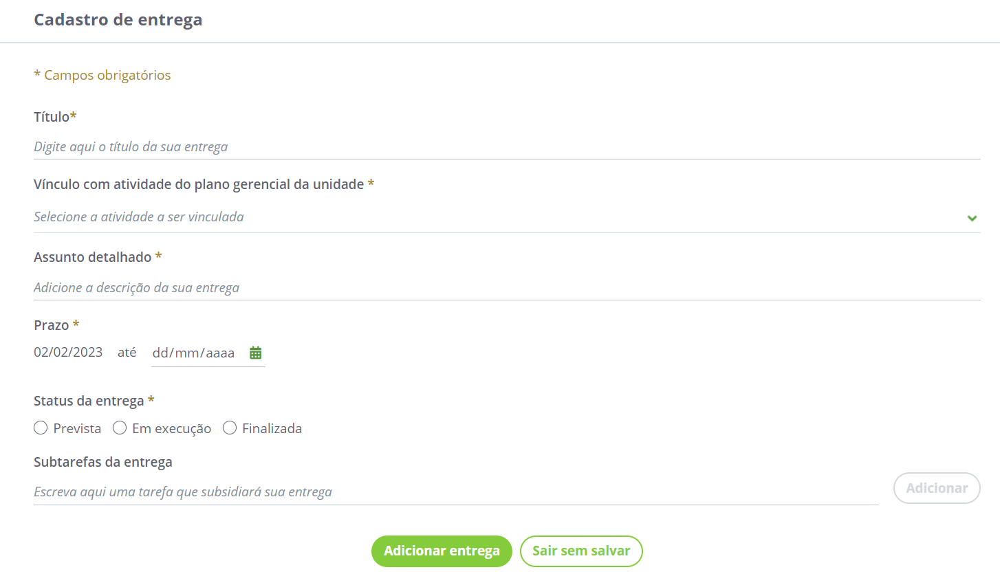 Cadastro de entrega
* Campos obrigatórios
Título*
Digite aqui o título da sua entrega
Vínculo com atividade do plano gerencial da unidade *
Selecione a atividade a ser vinculada
Assunto detalhado *
Adicione a descrição da sua entrega
Prazo *
02/02/2023 até dd/mm/aaaa
Status da entrega *
Prevista Em execução Finalizada
Subtarefas da entrega
Escreva aqui uma tarefa que subsidiará sua entrega
Adicionar
Adicionar entrega Sair sem salvar